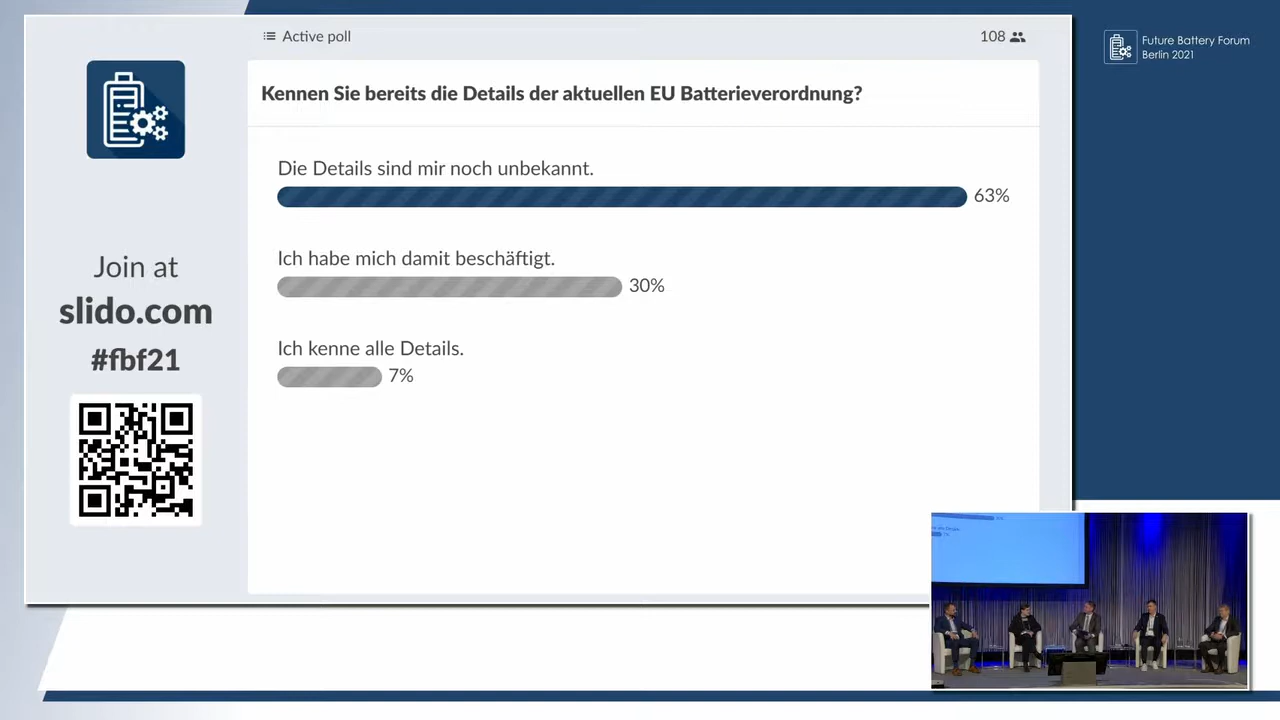 Active poll
108
Future Battery Forum
Berlin 2021
Kennen Sie bereits die Details der aktuellen EU Batterieverordnung?
Die Details sind mir noch unbekannt.
63%
Ich habe mich damit beschäftigt.
30%
Ich kenne alle Details.
7%
Join at
slido.com
#fbf21